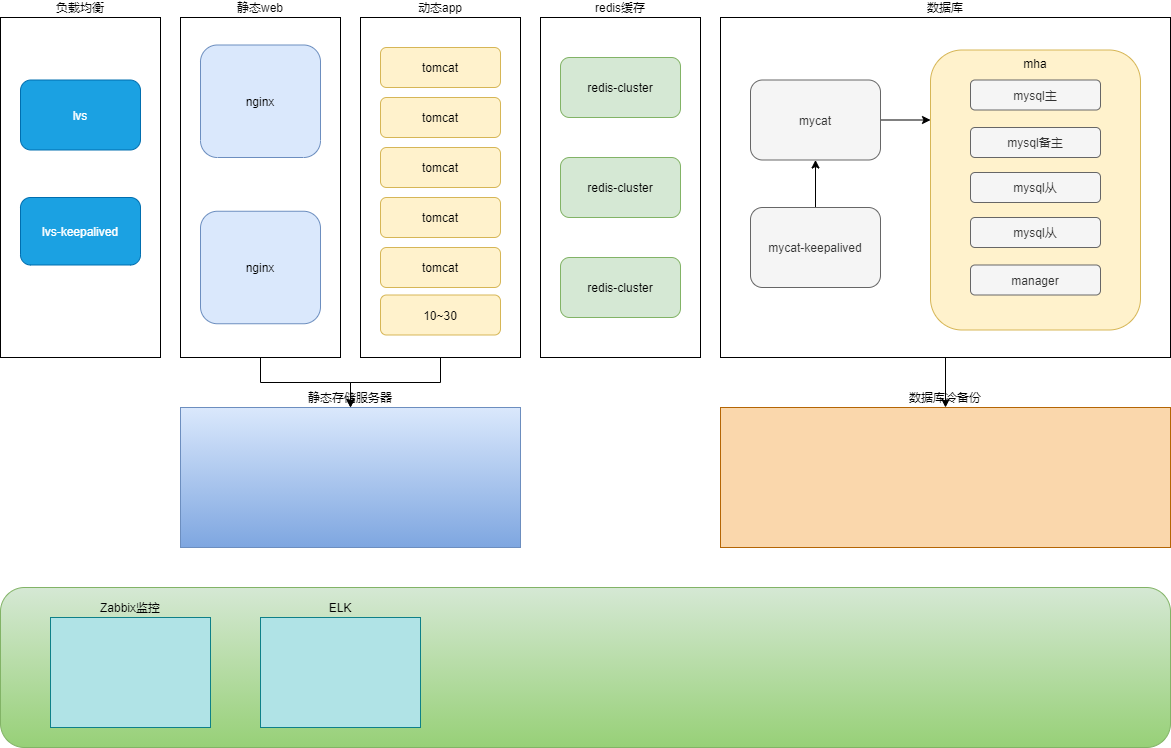 负载均衡
静态web
动态app
redis缓存
数据库
lvs
lvs-keepalived
nginx
nginx
tomcat
tomcat
tomcat
tomcat
tomcat
10~30
redis-cluster
redis-cluster
redis-cluster
mycat
mycat-keepalived
mha
mysql主
mysql备主
mysql从
mysql从
manager
静态存储服务器
数据库冷备份
Zabbix监控
ELK